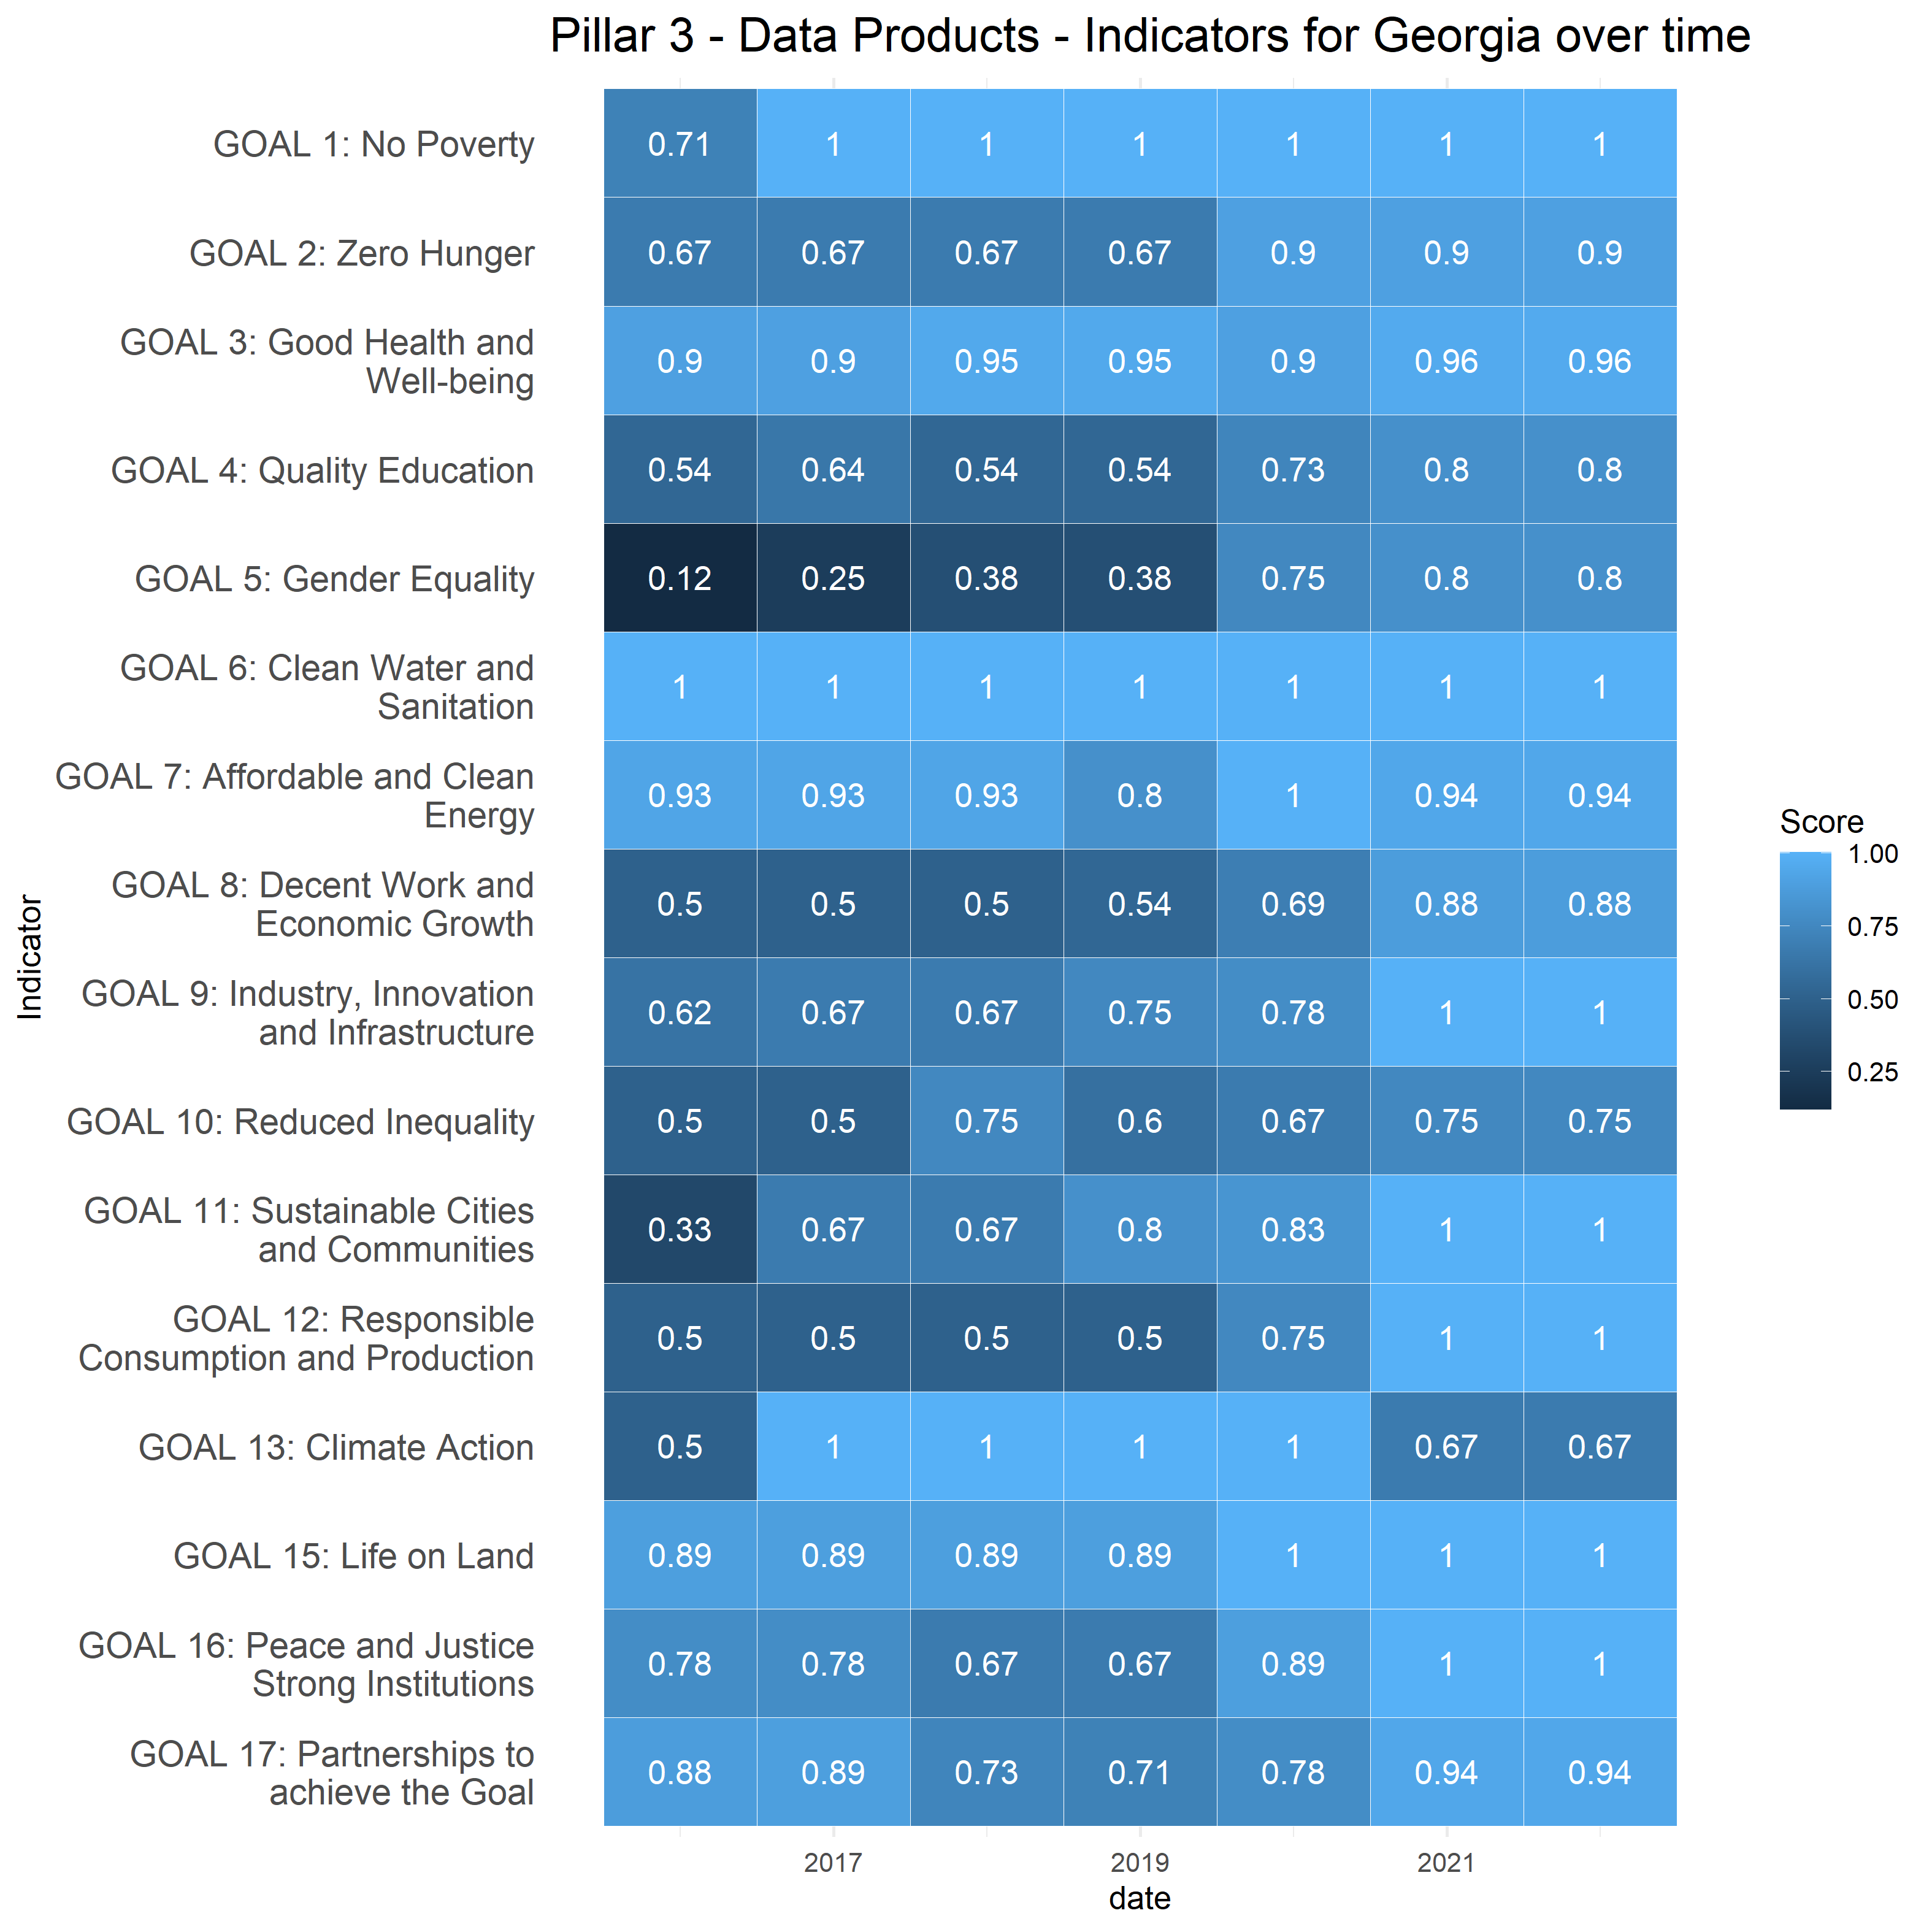 Pillar 3 - Data Products - Indicators for Georgia over time
GOAL 1: No Poverty
0.71 1 1 1 1 1 1
GOAL 2: Zero Hunger
0.67 0.67 0.67 0.67 0.9 0.9 0.9
GOAL 3: Good Health and
Well-being
0.9 0.9 0.95 0.95 0.9 0.96 0.96
GOAL 4: Quality Education
0.54 0.64 0.54 0.54 0.73 0.8 0.8
GOAL 5: Gender Equality
0.12 0.25 0.38 0.38 0.75 0.8 0.8
GOAL 6: Clean Water and
Sanitation
1 1 1 1 1 1 1
GOAL 7: Affordable and Clean
Energy
0.93 0.93 0.93 0.8 1 0.94 0.94
GOAL 8: Decent Work and
Economic Growth
0.5 0.5 0.5 0.54 0.69 0.88 0.88
GOAL 9: Industry, Innovation
and Infrastructure
0.62 0.67 0.67 0.75 0.78 1 1
GOAL 10: Reduced Inequality
0.5 0.5 0.75 0.6 0.67 0.75 0.75
GOAL 11: Sustainable Cities
and Communities
0.33 0.67 0.67 0.8 0.83 1 1
GOAL 12: Responsible
Consumption and Production
0.5 0.5 0.5 0.5 0.75 1 1
GOAL 13: Climate Action
0.5 1 1 1 1 0.67 0.67
GOAL 15: Life on Land
0.89 0.89 0.89 0.89 1 1 1
GOAL 16: Peace and Justice
Strong Institutions
0.78 0.78 0.67 0.67 0.89 1 1
GOAL 17: Partnerships to
achieve the Goal
0.88 0.89 0.73 0.71 0.78 0.94 0.94
2017 2019 2021
date
Indicator
Score
1.00
0.75
0.50
0.25